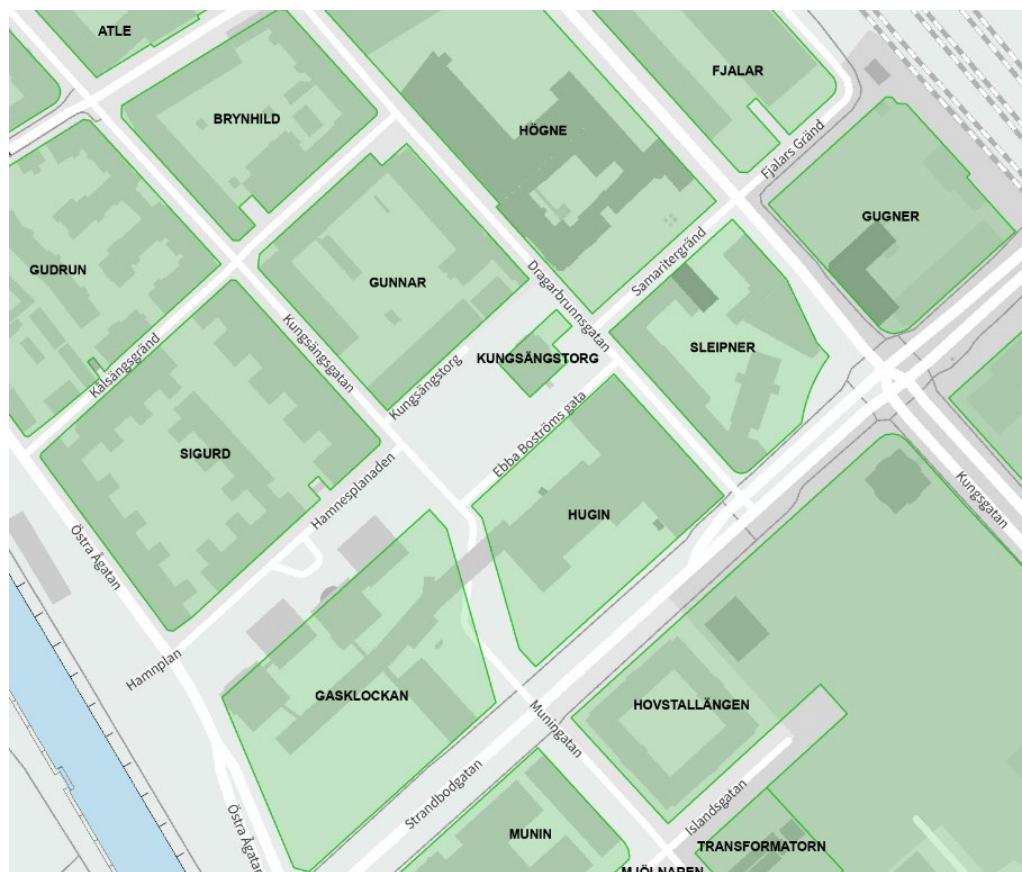 ATLE
FJALAR
BRYNHILD
HÖGNE
Fjalars Gränd
GUGNER
GUDRUN
GUNNAR
Samaritergränd
Dragarbrunnsgatan
Kungsängsgatan
SLEIPNER
KUNGSÄNGSTORG
Kålsängsgränd
Kungsängstorg
Ebba Boströms gata
SIGURD
Hamnesplanaden
Kungsgatan
HUGIN
Östra Ågatan
Hamnplan
GASKLOCKAN
HOVSTALLÄNGEN
Muningatan
Strandbodgatan
Islandsgatan
Östra Ågatan
MUNIN
TRANSFORMATORN
MJÖLNAREN